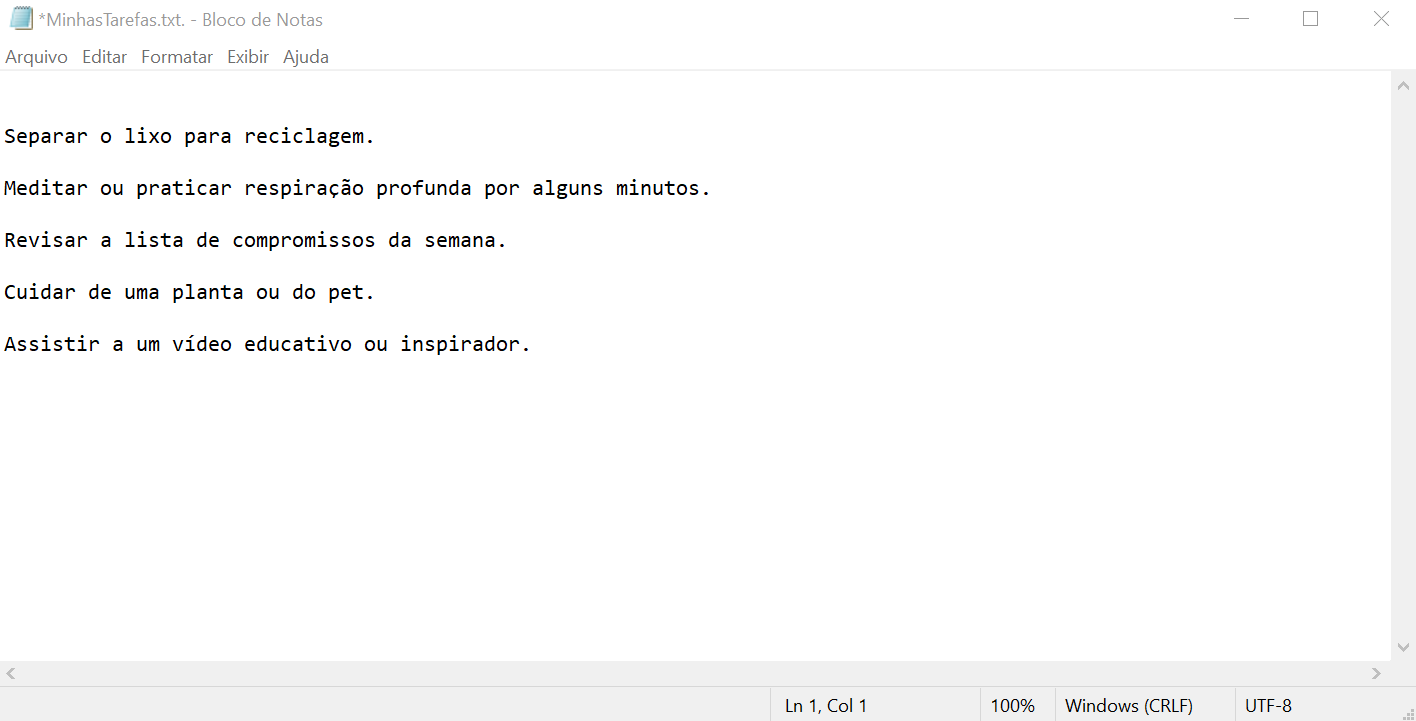 *MinhasTarefas.txt. - Bloco de Notas
Arquivo Editar Formatar Exibir Ajuda
Separar o lixo para reciclagem.
Meditar ou praticar respiração profunda por alguns minutos.
Revisar a lista de compromissos da semana.
Cuidar de uma planta ou do pet.
Assistir a um vídeo educativo ou inspirador.
Ln 1, Col 1 100% Windows (CRLF) UTF-8